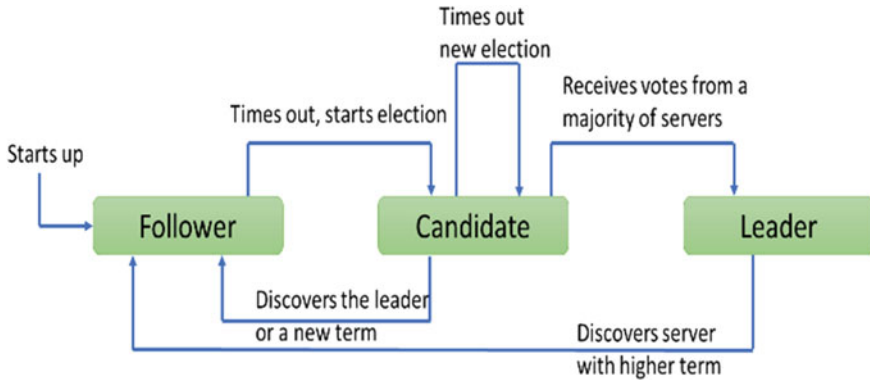 Times out
new election
Receives votes from a
majority of servers
Times out, starts election
Starts up
Follower
Candidate
Leader
Discovers the leader
or a new term
Discovers server
with higher term